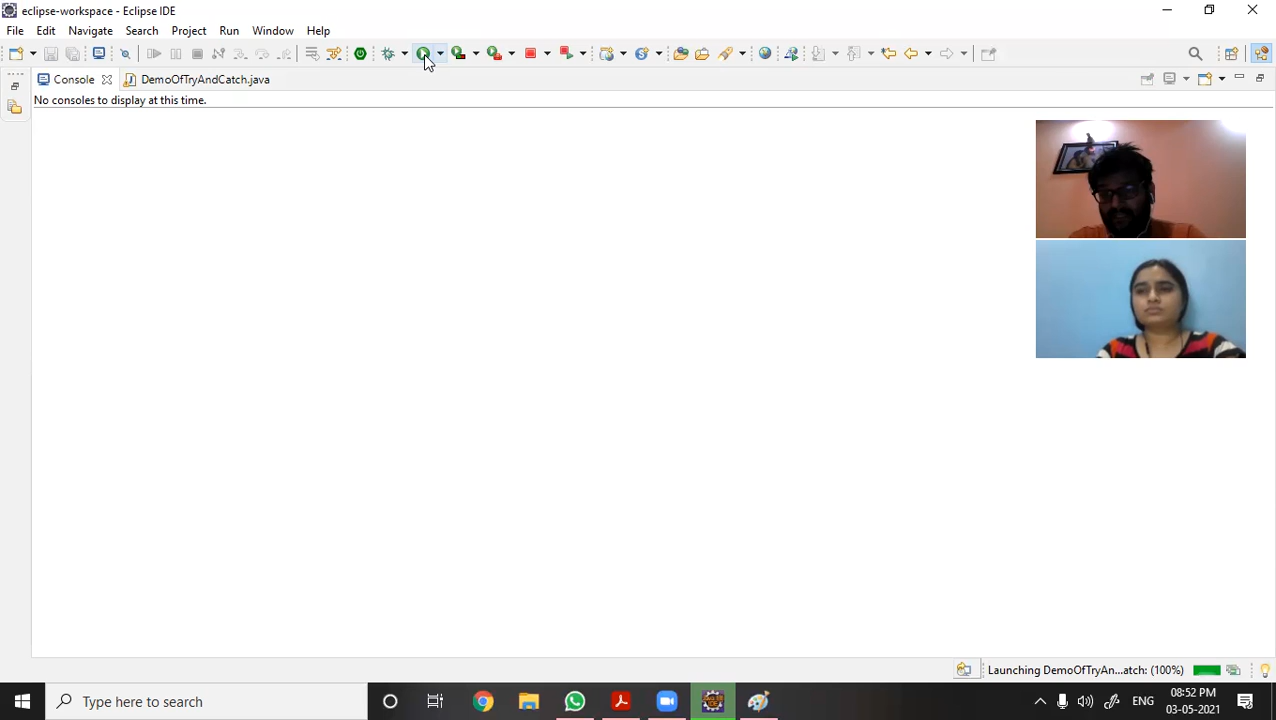 eclipse-workspace - Eclipse IDE
File Edit Navigate Search Project Run Window Help
Console DemoOfTryAndCatch.java
No consoles to display at this time.
Launching DemoOfTryAn...atch: (100%)
Type here to search
ENG
08:52 PM
03-05-2021